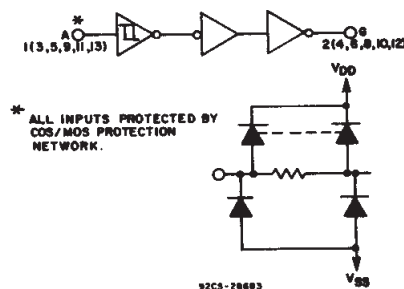 *
A
1(3,5,9,11,13)
G
2(4,6,8,10,12)
VDD
* ALL INPUTS PROTECTED BY
COS/MOS PROTECTION
NETWORK.
VSS
92CS-28683